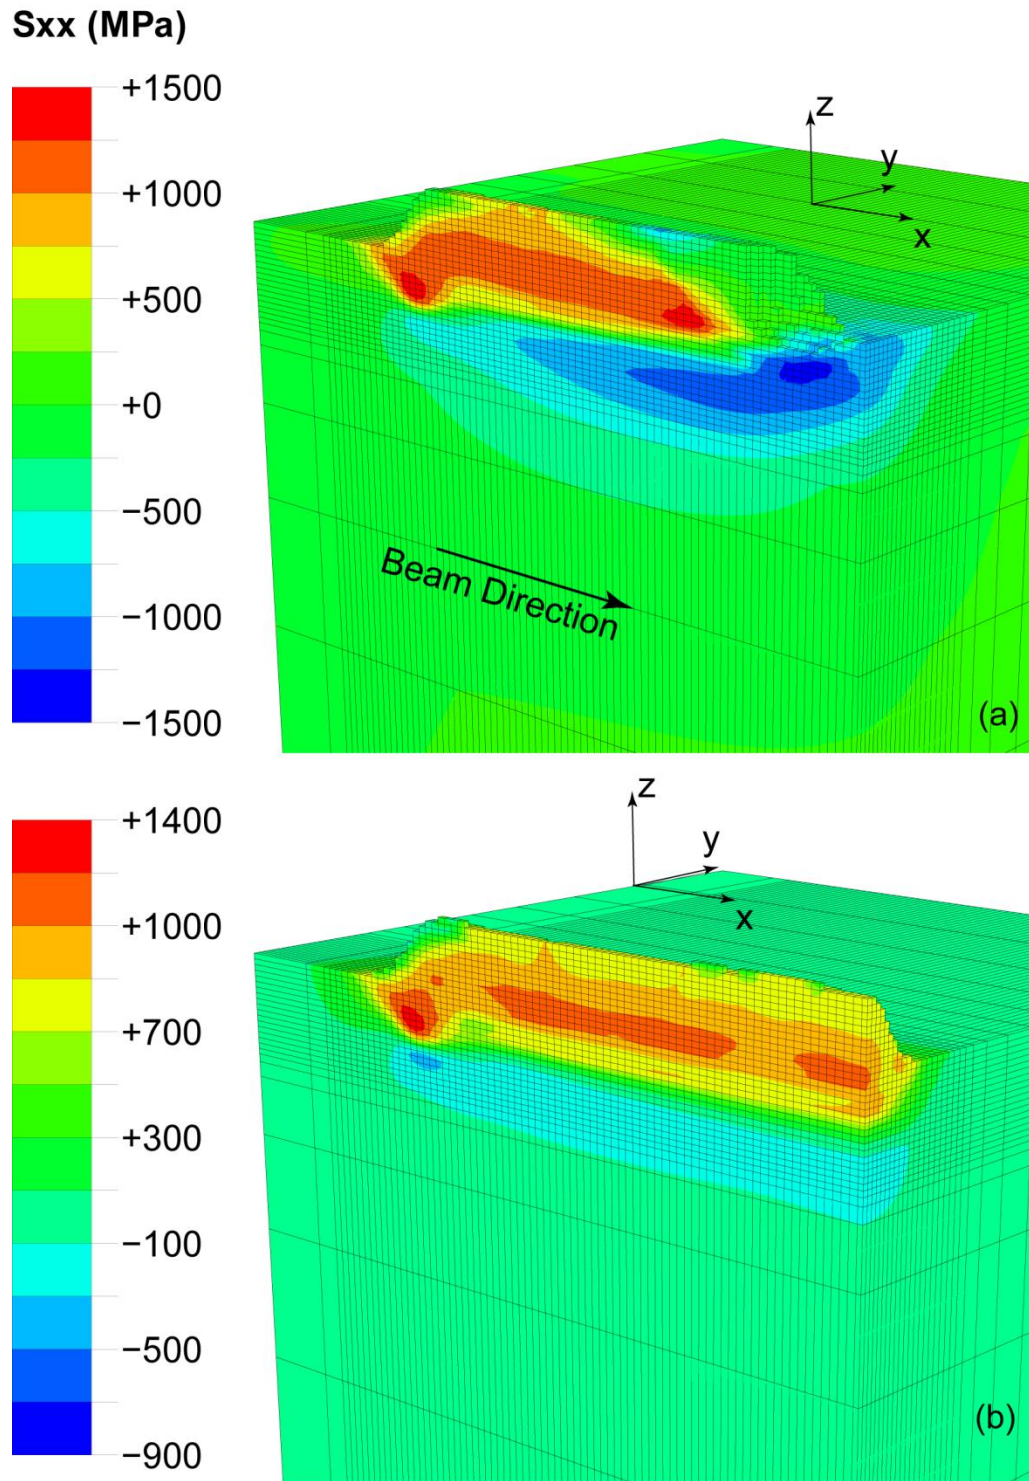 Sxx (MPa)
+1500
+1000
+500
+0
−500
−1000
−1500
z
y
x
Beam Direction
(a)
+1400
+1000
+700
+300
−100
−500
−900
z
y
x
(b)